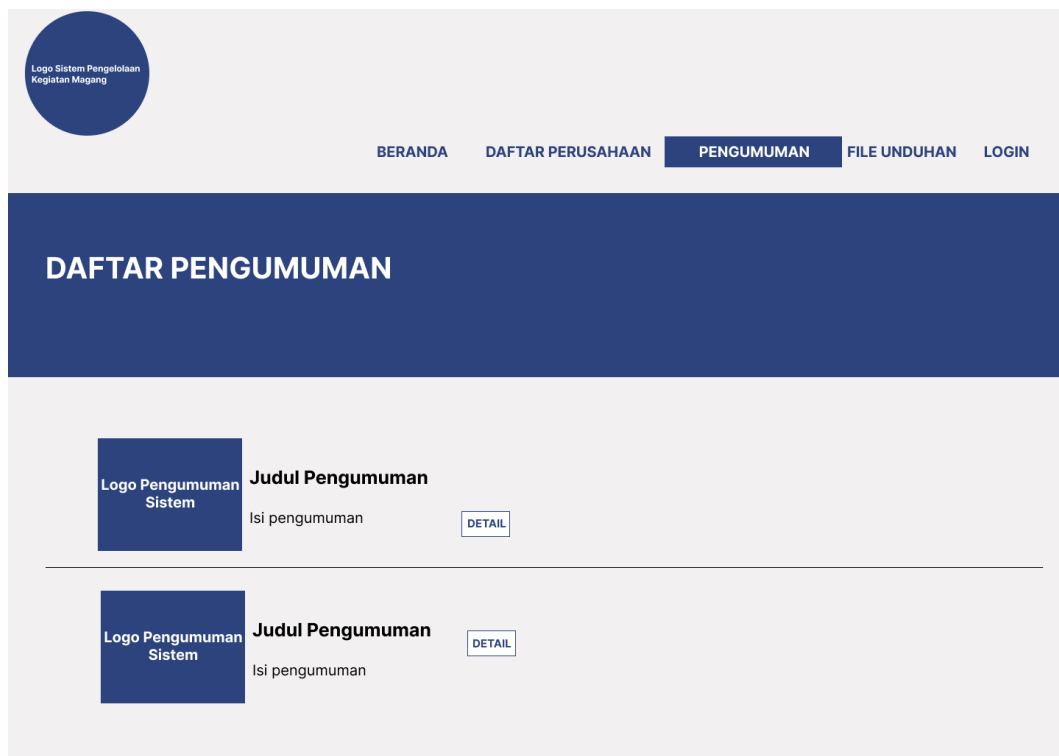 Logo Sistem Pengelolaan
Kegiatan Magang
BERANDA DAFTAR PERUSAHAAN PENGUMUMAN FILE UNDUHAN LOGIN
DAFTAR PENGUMUMAN
Logo Pengumuman
Sistem
Judul Pengumuman
Isi pengumuman
DETAIL
Logo Pengumuman
Sistem
Judul Pengumuman
DETAIL
Isi pengumuman